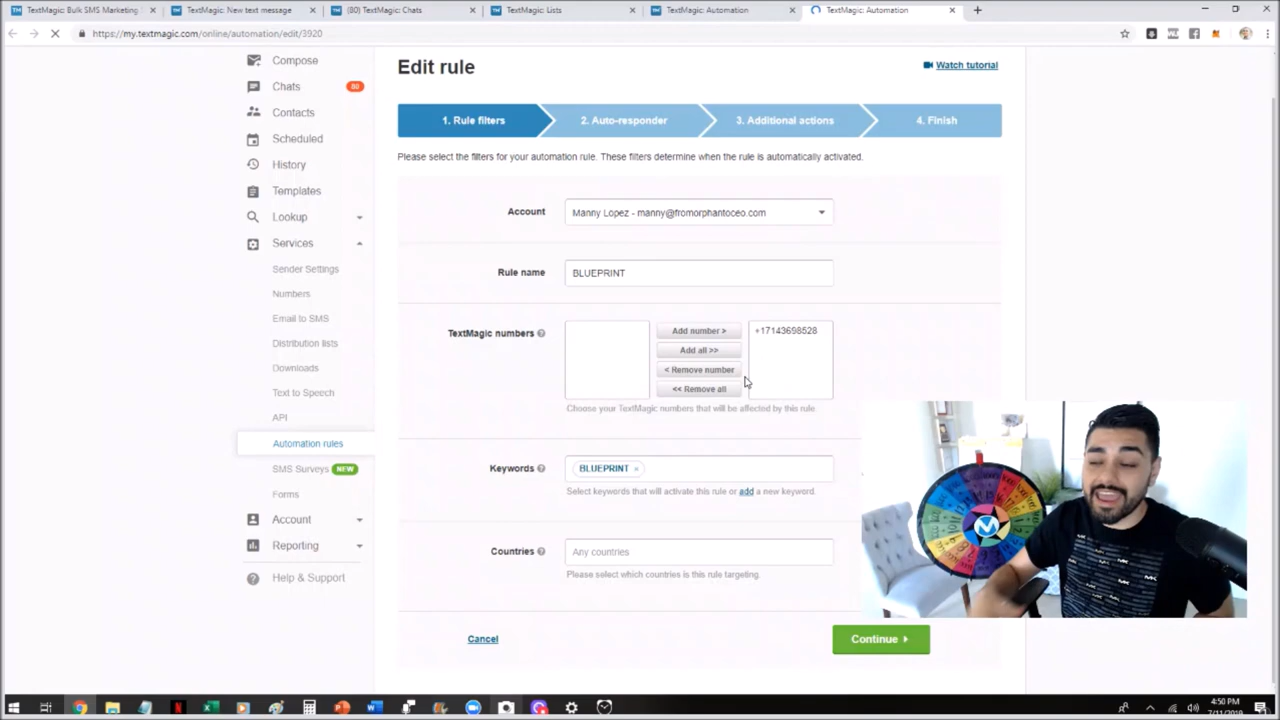 TextMagic: Bulk SMS Marketing
TextMagic: New text message
(80) TextMagic: Chats
TextMagic: Lists
TextMagic: Automation
TextMagic: Automation
https://my.textmagic.com/online/automation/edit/3920
Compose
Chats 80
Contacts
Scheduled
History
Templates
Lookup
Services
Sender Settings
Numbers
Email to SMS
Distribution lists
Downloads
Text to Speech
API
Automation rules
SMS Surveys NEW
Forms
Account
Reporting
Help & Support
Edit rule
Watch tutorial
1. Rule filters
2. Auto-responder
3. Additional actions
4. Finish
Please select the filters for your automation rule. These filters determine when the rule is automatically activated.
Account
Manny Lopez - manny@fromorphantoceo.com
Rule name
BLUEPRINT
TextMagic numbers
Add number >
Add all >>
< Remove number
<< Remove all
+17143698528
Choose your TextMagic numbers that will be affected by this rule.
Keywords
BLUEPRINT ×
Select keywords that will activate this rule or add a new keyword.
Countries
Any countries
Please select which countries is this rule targeting.
Cancel
Continue
4:50 PM
7/11/2019